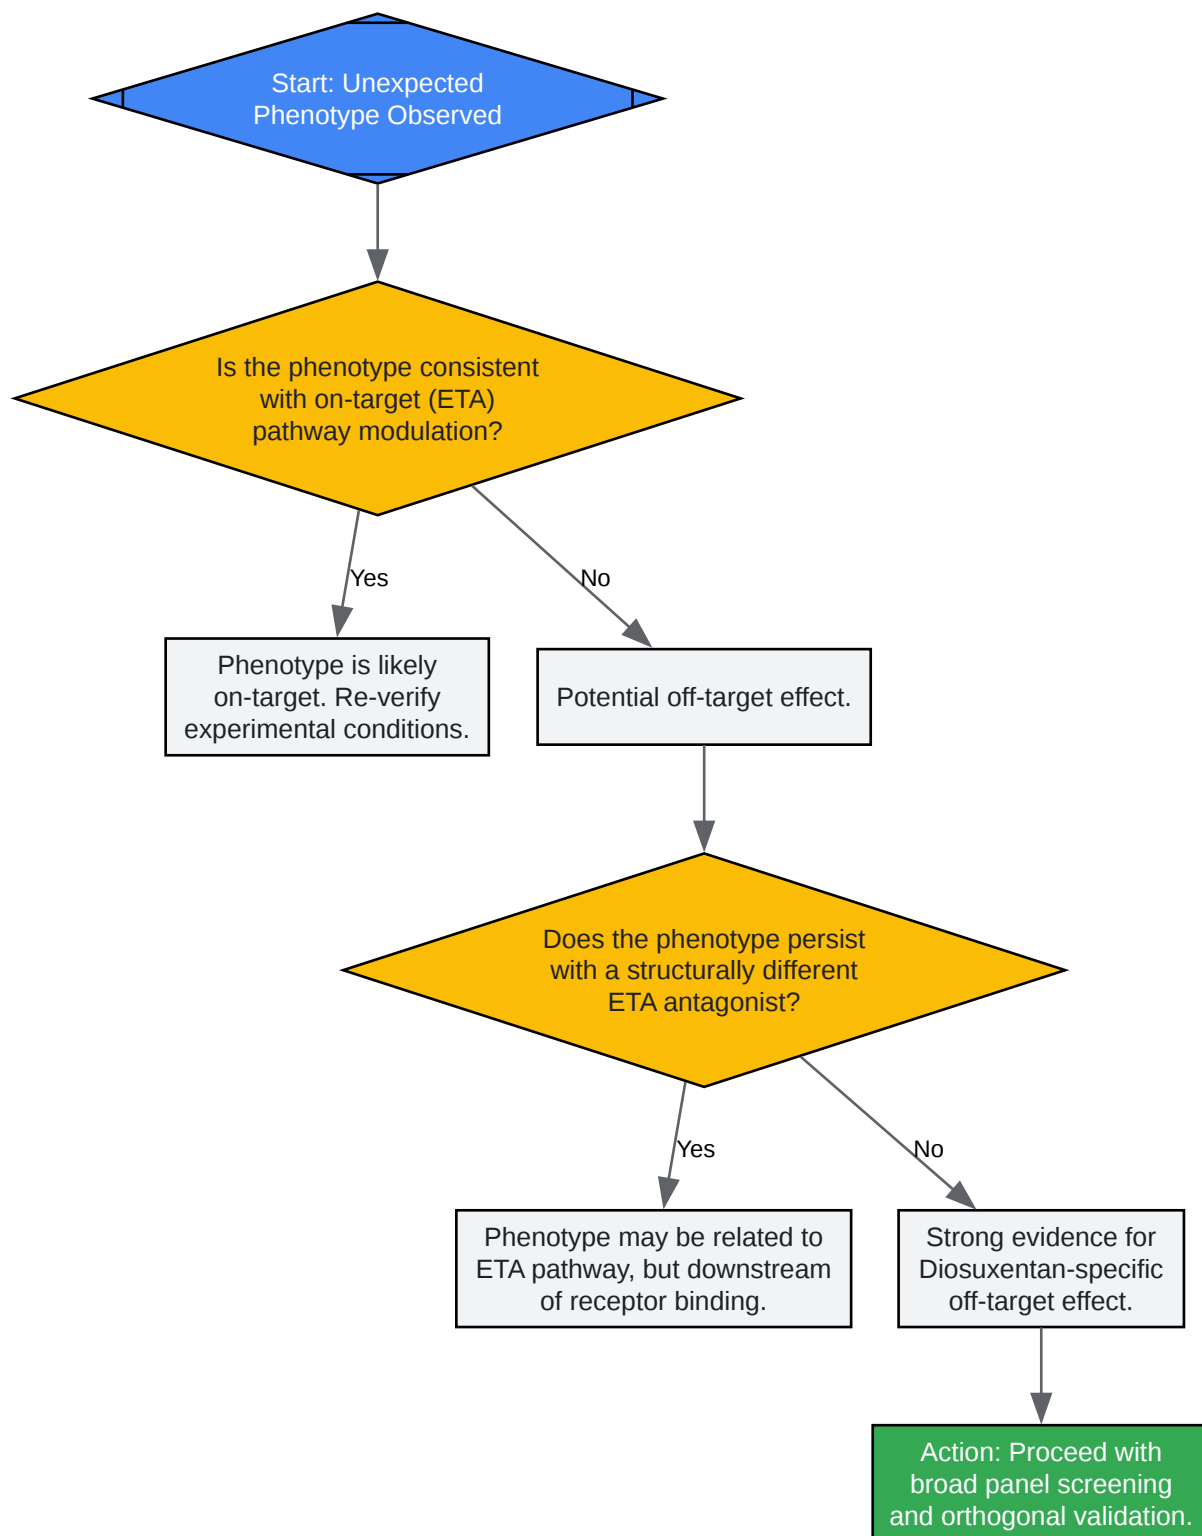 Start: Unexpected
Phenotype Observed
Is the phenotype consistent
with on-target (ETA)
pathway modulation?
Yes
No
Phenotype is likely
on-target. Re-verify
experimental conditions.
Potential off-target effect.
Does the phenotype persist
with a structurally different
ETA antagonist?
Yes
No
Phenotype may be related to
ETA pathway, but downstream
of receptor binding.
Strong evidence for
Diosuxentan-specific
off-target effect.
Action: Proceed with
broad panel screening
and orthogonal validation.